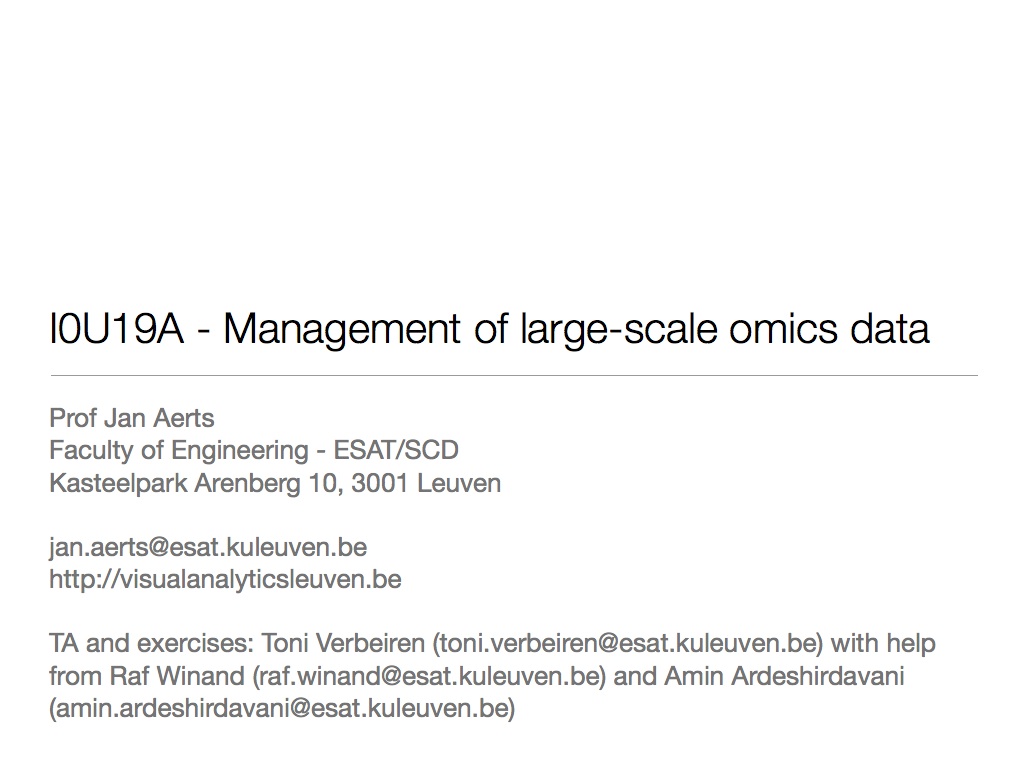 I0U19A - Management of large-scale omics data
Prof Jan Aerts
Faculty of Engineering - ESAT/SCD
Kasteelpark Arenberg 10, 3001 Leuven
jan.aerts@esat.kuleuven.be
http://visualanalyticsleuven.be
TA and exercises: Toni Verbeiren (toni.verbeiren@esat.kuleuven.be) with help
from Raf Winand (raf.winand@esat.kuleuven.be) and Amin Ardeshirdavani
(amin.ardeshirdavani@esat.kuleuven.be)